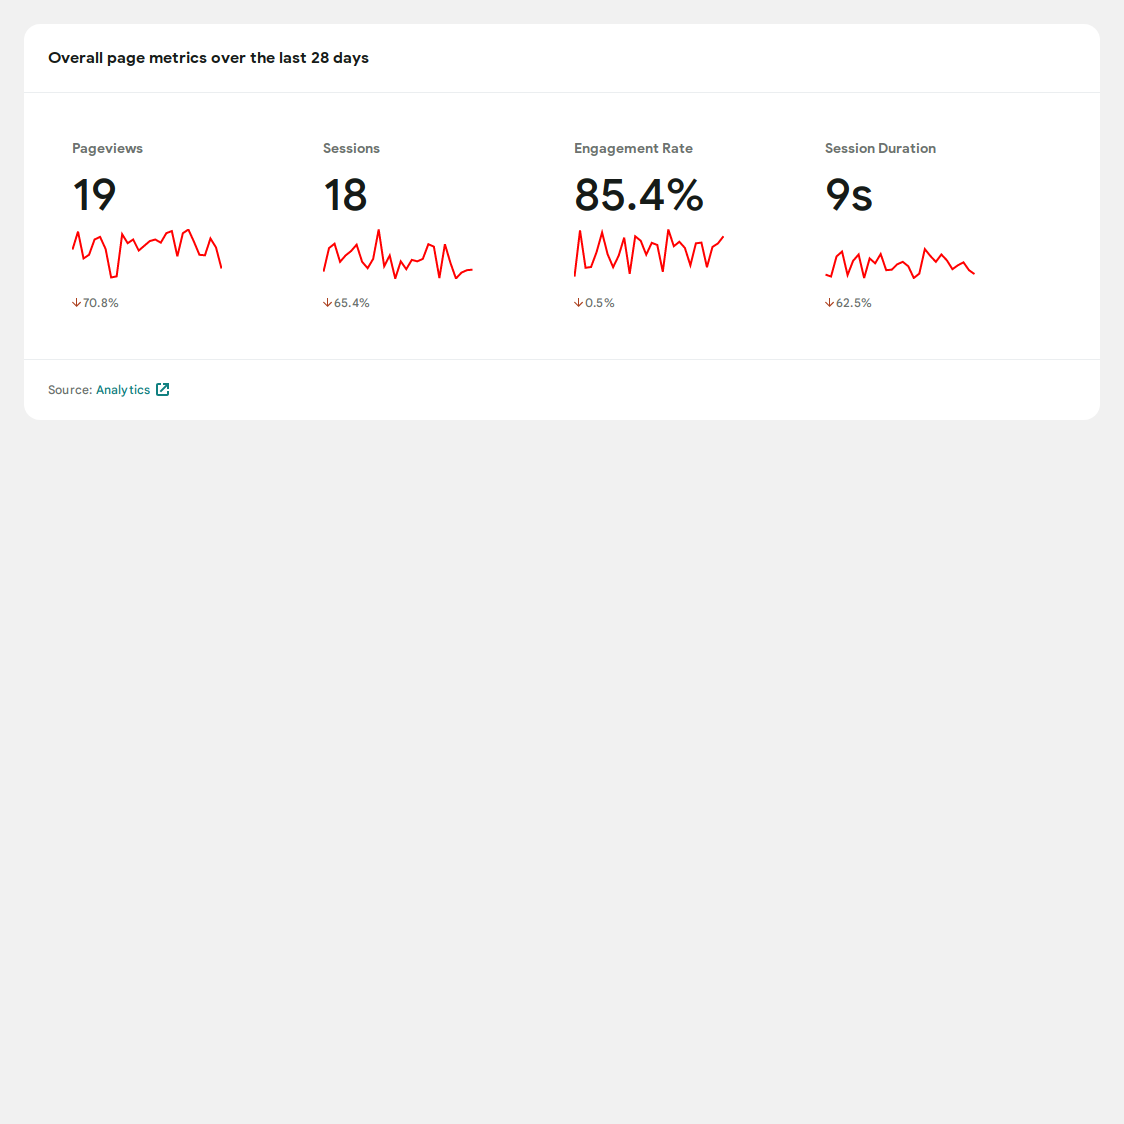 Overall page metrics over the last 28 days
Pageviews
19
70.8%
Sessions
18
65.4%
Engagement Rate
85.4%
0.5%
Session Duration
9s
62.5%
Source: Analytics